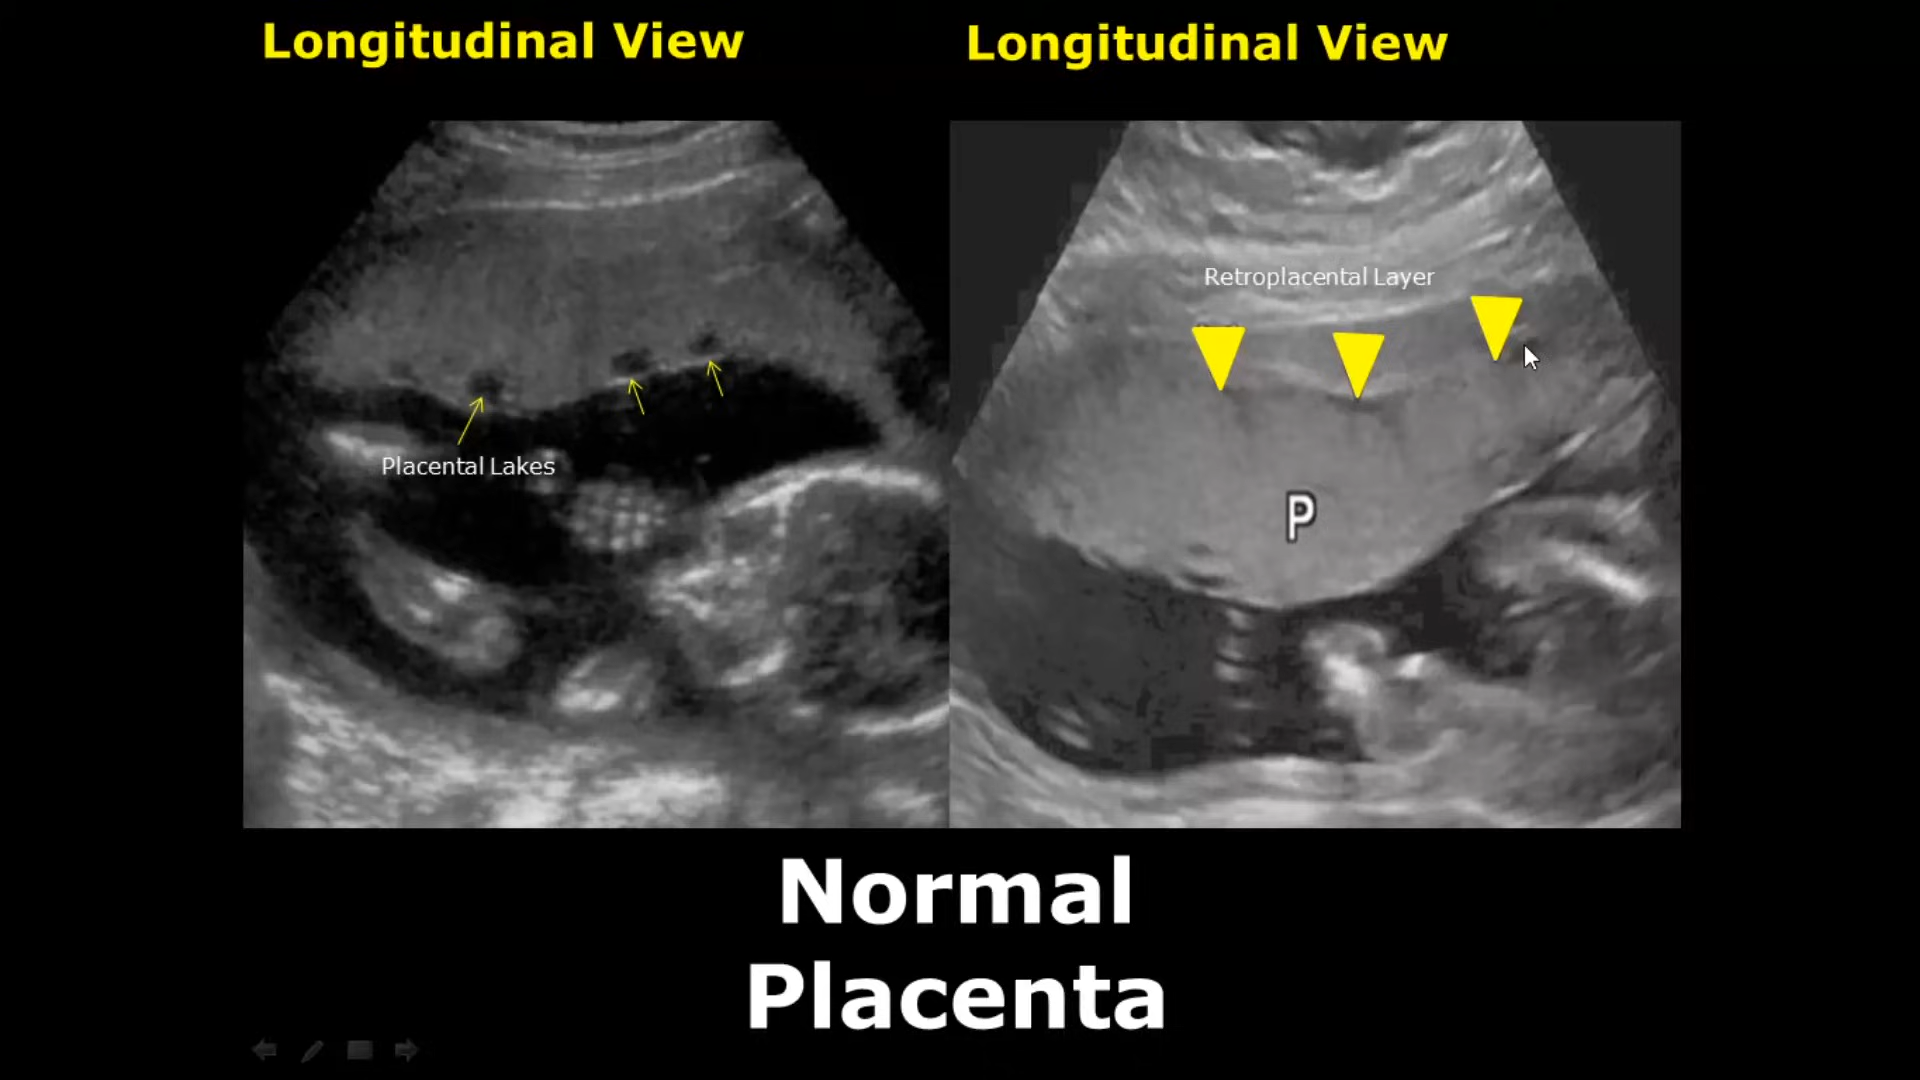 Longitudinal View
Longitudinal View
Placental Lakes
Retroplacental Layer
P
Normal
Placenta